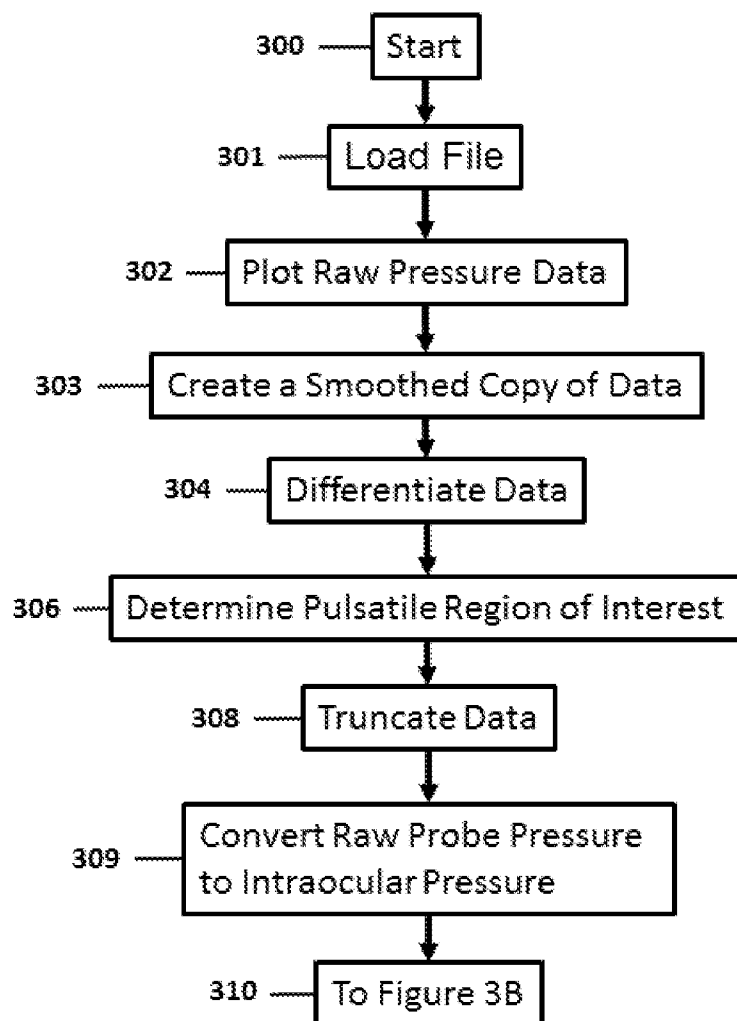 300 Start
301 Load File
302 Plot Raw Pressure Data
303 Create a Smoothed Copy of Data
304 Differentiate Data
306 Determine Pulsatile Region of Interest
308 Truncate Data
309 Convert Raw Probe Pressure
to Intraocular Pressure
310 To Figure 3B